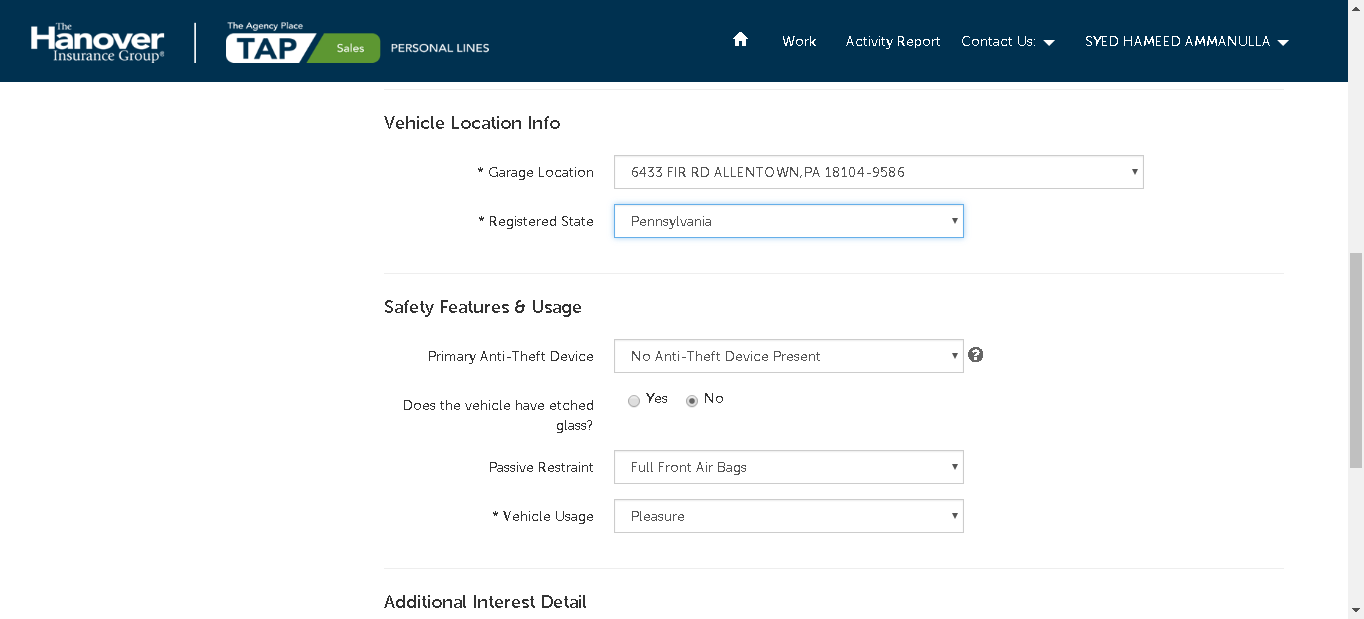 The
Hanover
Insurance Group®
The Agency Place
TAP Sales PERSONAL LINES
Work
Activity Report
Contact Us:
SYED HAMEED AMMANULLA
Vehicle Location Info
* Garage Location
6433 FIR RD ALLENTOWN,PA 18104-9586
* Registered State
Pennsylvania
Safety Features & Usage
Primary Anti-Theft Device
No Anti-Theft Device Present
?
Does the vehicle have etched
glass?
Yes
No
Passive Restraint
Full Front Air Bags
* Vehicle Usage
Pleasure
Additional Interest Detail